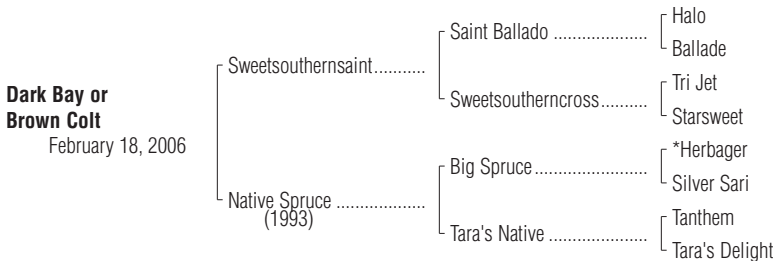 Halo
Saint Ballado ......................
Ballade
Sweetsouthernsaint...........
Tri Jet
Sweetsoutherncross..........
Starsweet
Dark Bay or
Brown Colt
February 18, 2006
*Herbager
Big Spruce..........................
Silver Sari
Native Spruce ....................
(1993)
Tanthem
Tara's Native ......................
Tara's Delight